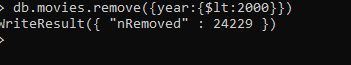 > db.movies.remove({year:{$lt:2000}})
WriteResult({ "nRemoved" : 24229 })
>